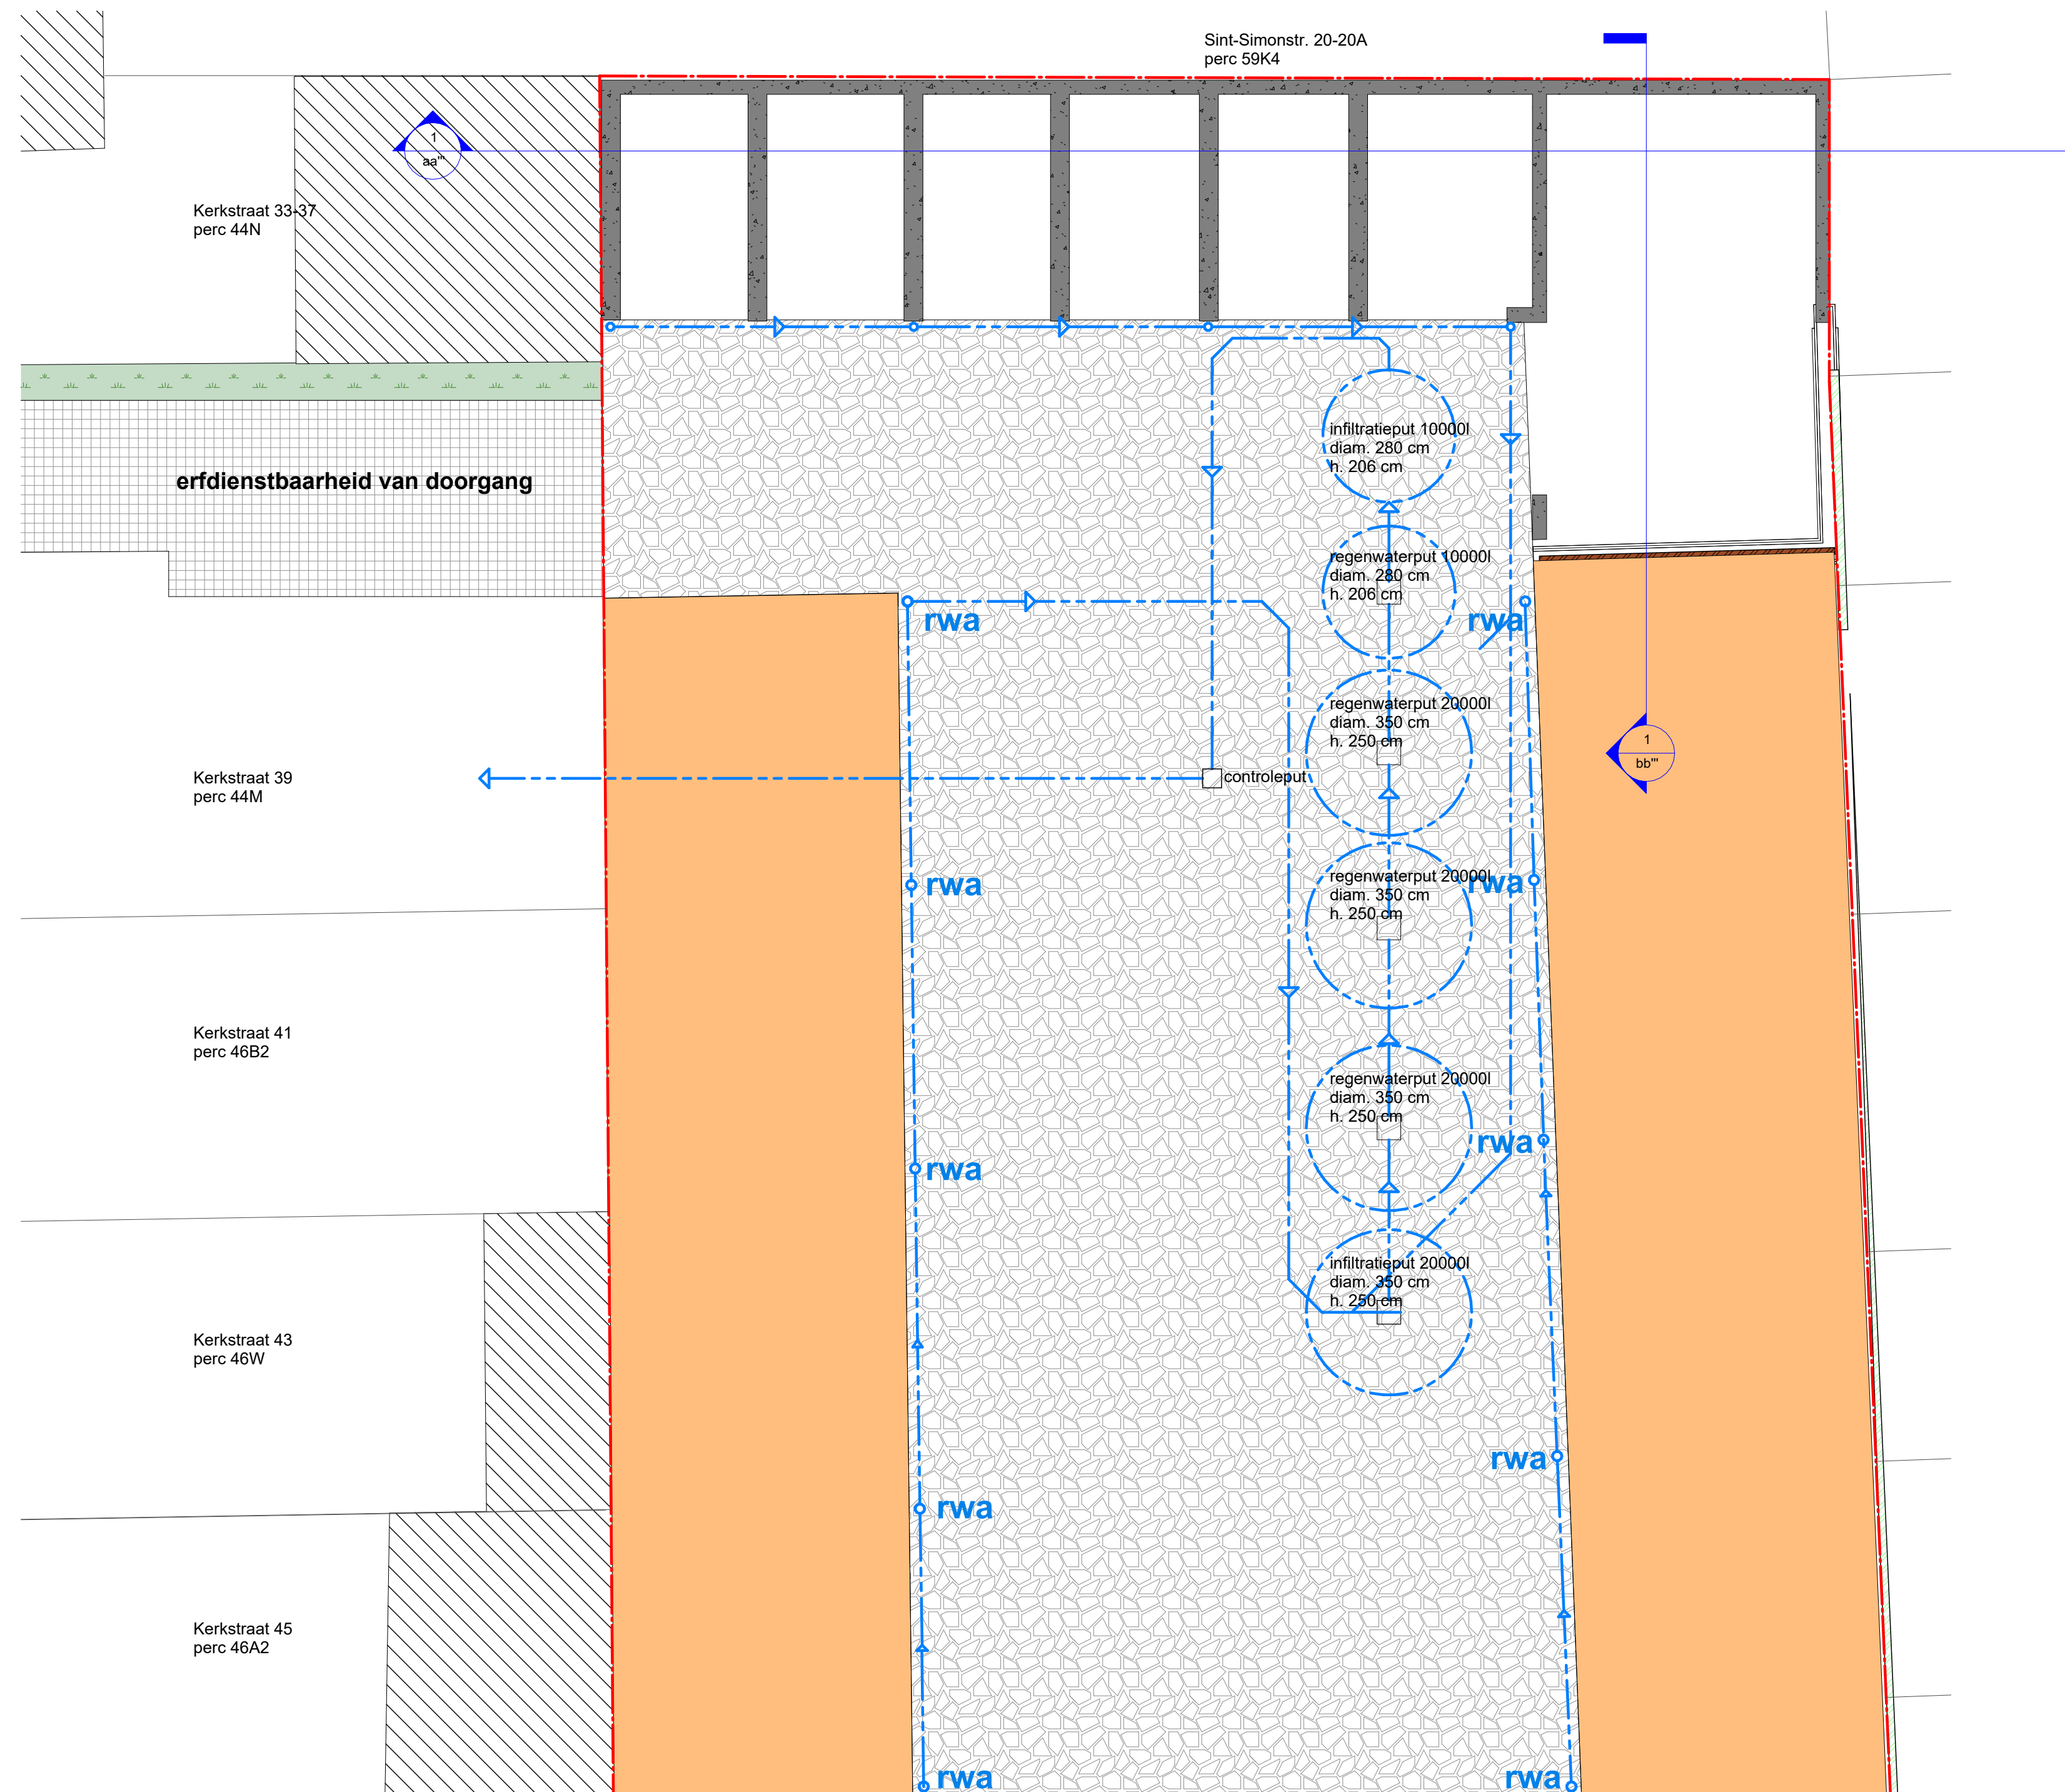 Sint-Simonstr. 20-20A
perc 59K4
1
aa'''
Kerkstraat 33-37
perc 44N
infiltratieput 10000l
diam. 280 cm
h. 206 cm
erfdienstbaarheid van doorgang
regenwaterput 10000l
diam. 280 cm
h. 206 cm
rwa
rwa
regenwaterput 20000l
diam. 350 cm
h. 250 cm
1
bb'''
Kerkstraat 39
perc 44M
controleput
regenwaterput 20000l
diam. 350 cm
h. 250 cm
rwa
rwa
Kerkstraat 41
perc 46B2
regenwaterput 20000l
diam. 350 cm
h. 250 cm
rwa
rwa
infiltratieput 20000l
diam. 350 cm
h. 250 cm
Kerkstraat 43
perc 46W
rwa
rwa
Kerkstraat 45
perc 46A2
rwa
rwa